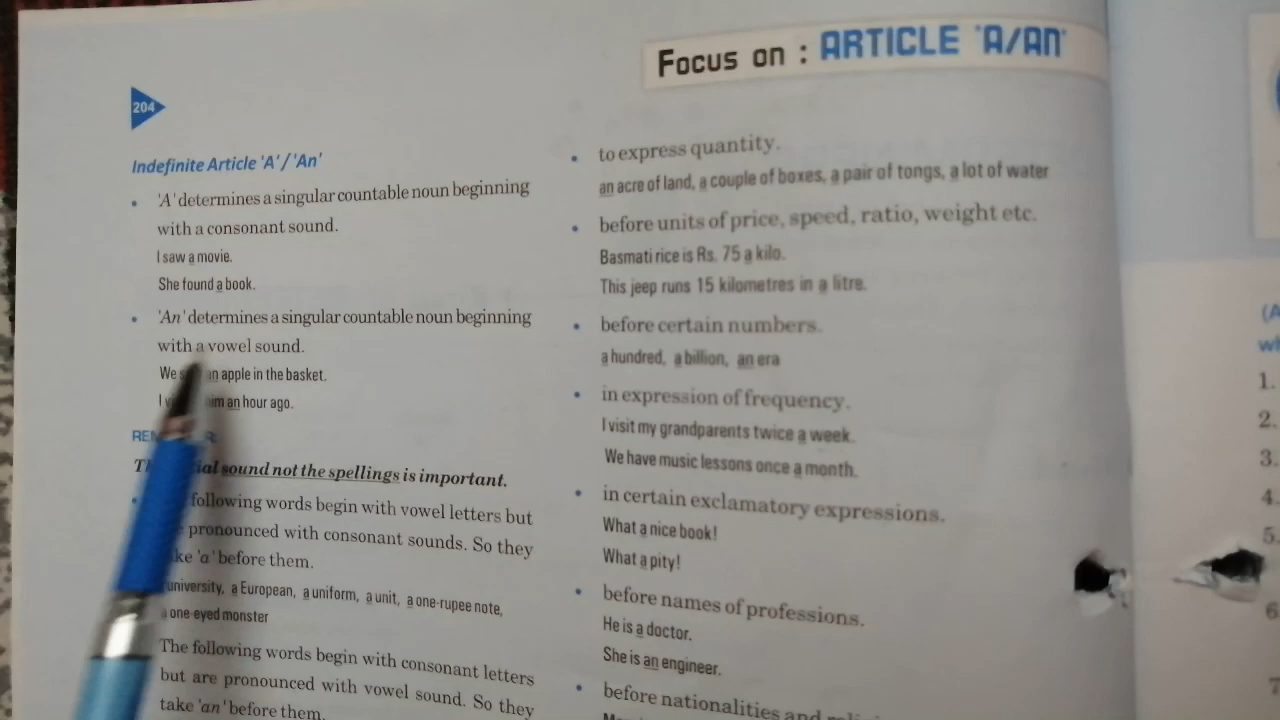 Focus on : ARTICLE 'A/AN'
204
Indefinite Article 'A' / 'An'
• 'A' determines a singular countable noun beginning
with a consonant sound.
I saw a movie.
She found a book.
• 'An' determines a singular countable noun beginning
with a vowel sound.
We an apple in the basket.
I an hour ago.
sound not the spellings is important.
following words begin with vowel letters but
pronounced with consonant sounds. So they
'a' before them.
university, a European, a uniform, a unit, a one-rupee note,
a one-eyed monster
The following words begin with consonant letters
but are pronounced with vowel sound. So they
take 'an' before them.
• to express quantity.
an acre of land, a couple of boxes, a pair of tongs, a lot of water
• before units of price, speed, ratio, weight etc.
Basmati rice is Rs. 75 a kilo.
This jeep runs 15 kilometres in a litre.
• before certain numbers.
a hundred, a billion, an era
• in expression of frequency.
I visit my grandparents twice a week.
We have music lessons once a month.
• in certain exclamatory expressions.
What a nice book!
What a pity!
• before names of professions.
He is a doctor.
She is an engineer.
• before nationalities and
(A
1.
2.
3.
4.
5.
6
7